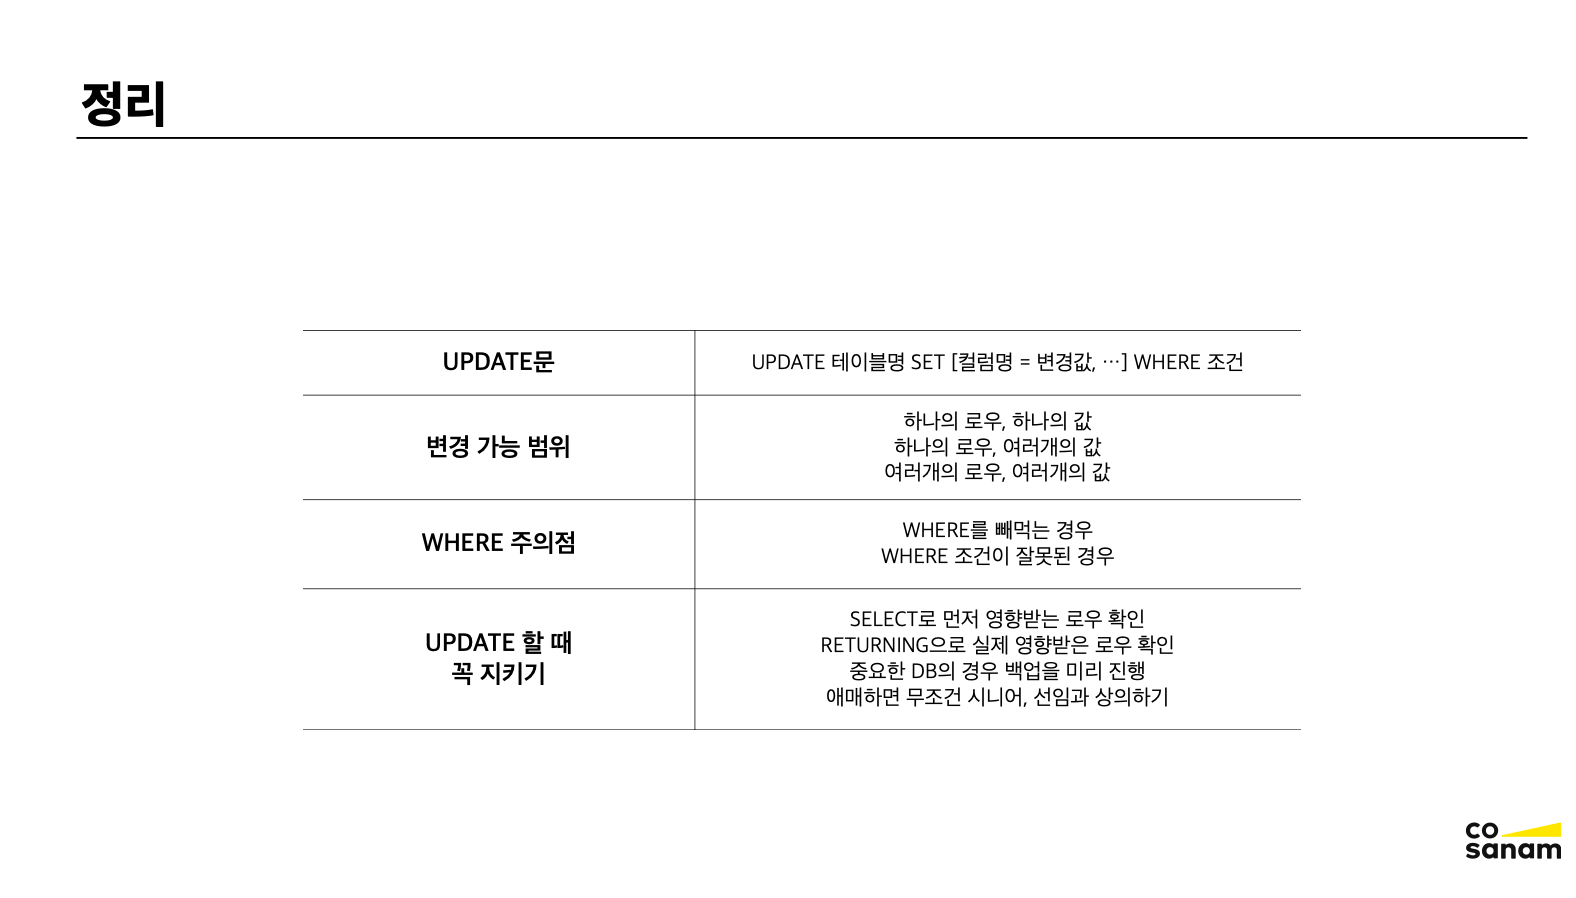 정리
UPDATE문
UPDATE 테이블명 SET [컬럼명 = 변경값, …] WHERE 조건
변경 가능 범위
하나의 로우, 하나의 값
하나의 로우, 여러개의 값
여러개의 로우, 여러개의 값
WHERE 주의점
WHERE를 빼먹는 경우
WHERE 조건이 잘못된 경우
UPDATE 할 때
꼭 지키기
SELECT로 먼저 영향받는 로우 확인
RETURNING으로 실제 영향받은 로우 확인
중요한 DB의 경우 백업을 미리 진행
애매하면 무조건 시니어, 선임과 상의하기
co
sanam